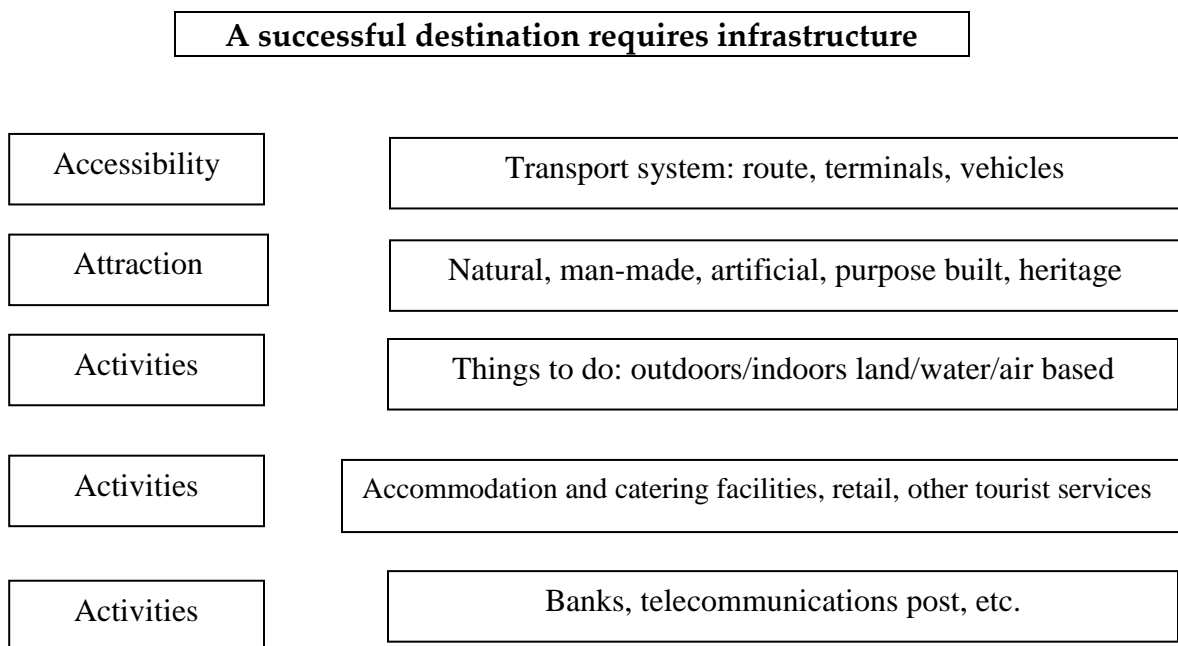 A successful destination requires infrastructure
Accessibility
Transport system: route, terminals, vehicles
Attraction
Natural, man-made, artificial, purpose built, heritage
Activities
Things to do: outdoors/indoors land/water/air based
Activities
Accommodation and catering facilities, retail, other tourist services
Activities
Banks, telecommunications post, etc.